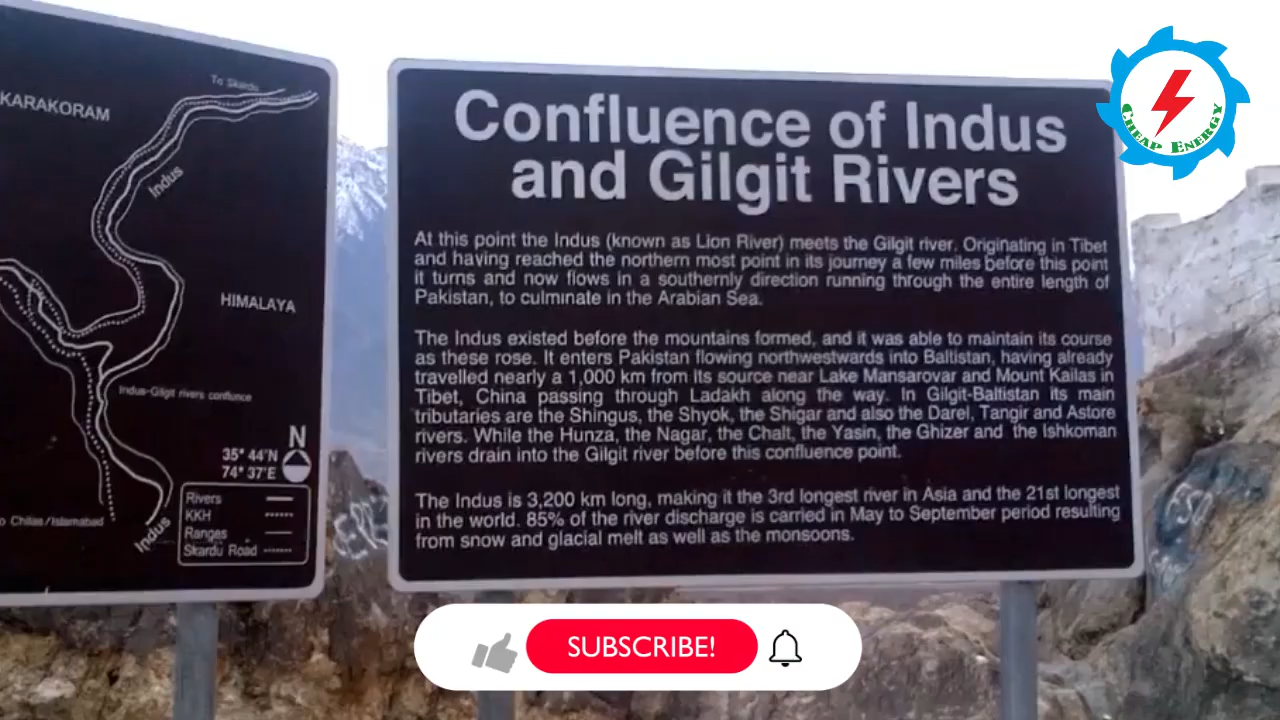 To Skardu
KARAKORAM
Indus
HIMALAYA
Indus-Gilgit rivers conflunce
N
35° 44'N
74° 37'E
Rivers
KKH
Ranges
Skardu Road
Chilas/Islamabad
Indus
Confluence of Indus
and Gilgit Rivers
At this point the Indus (known as Lion River) meets the Gilgit river. Originating in Tibet
and having reached the northern most point in its journey a few miles before this point
it turns and now flows in a southernly direction running through the entire length of
Pakistan, to culminate in the Arabian Sea.
The Indus existed before the mountains formed, and it was able to maintain its course
as these rose. It enters Pakistan flowing northwestwards into Baltistan, having already
travelled nearly a 1,000 km from its source near Lake Mansarovar and Mount Kailas in
Tibet, China passing through Ladakh along the way. In Gilgit-Baltistan its main
tributaries are the Shingus, the Shyok, the Shigar and also the Darel, Tangir and Astore
rivers. While the Hunza, the Nagar, the Chalt, the Yasin, the Ghizer and the Ishkoman
rivers drain into the Gilgit river before this confluence point.
The Indus is 3,200 km long, making it the 3rd longest river in Asia and the 21st longest
in the world. 85% of the river discharge is carried in May to September period resulting
from snow and glacial melt as well as the monsoons.
CHEAP ENERGY
SUBSCRIBE!